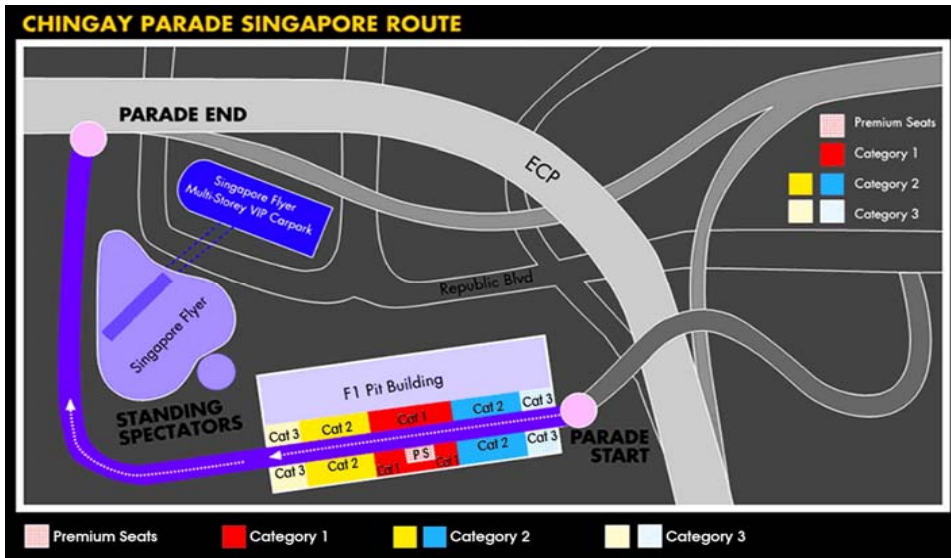 CHINGAY PARADE SINGAPORE ROUTE
PARADE END
ECP
Premium Seats
Category 1
Category 2
Category 3
Singapore Flyer
Multi-Storey VIP Carpark
Republic Blvd
Singapore Flyer
F1 Pit Building
STANDING
SPECTATORS
Cat 3 Cat 2 Cat 1 Cat 2 Cat 3
Cat 3 Cat 2 Cat 1 PS Cat 1 Cat 2 Cat 3
PARADE
START
Premium Seats Category 1 Category 2 Category 3